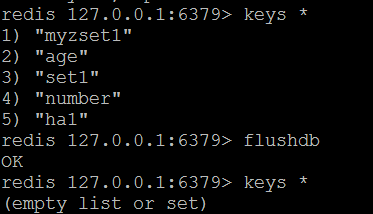 redis 127.0.0.1:6379> keys *
1) "myzset1"
2) "age"
3) "set1"
4) "number"
5) "ha1"
redis 127.0.0.1:6379> flushdb
OK
redis 127.0.0.1:6379> keys *
(empty list or set)